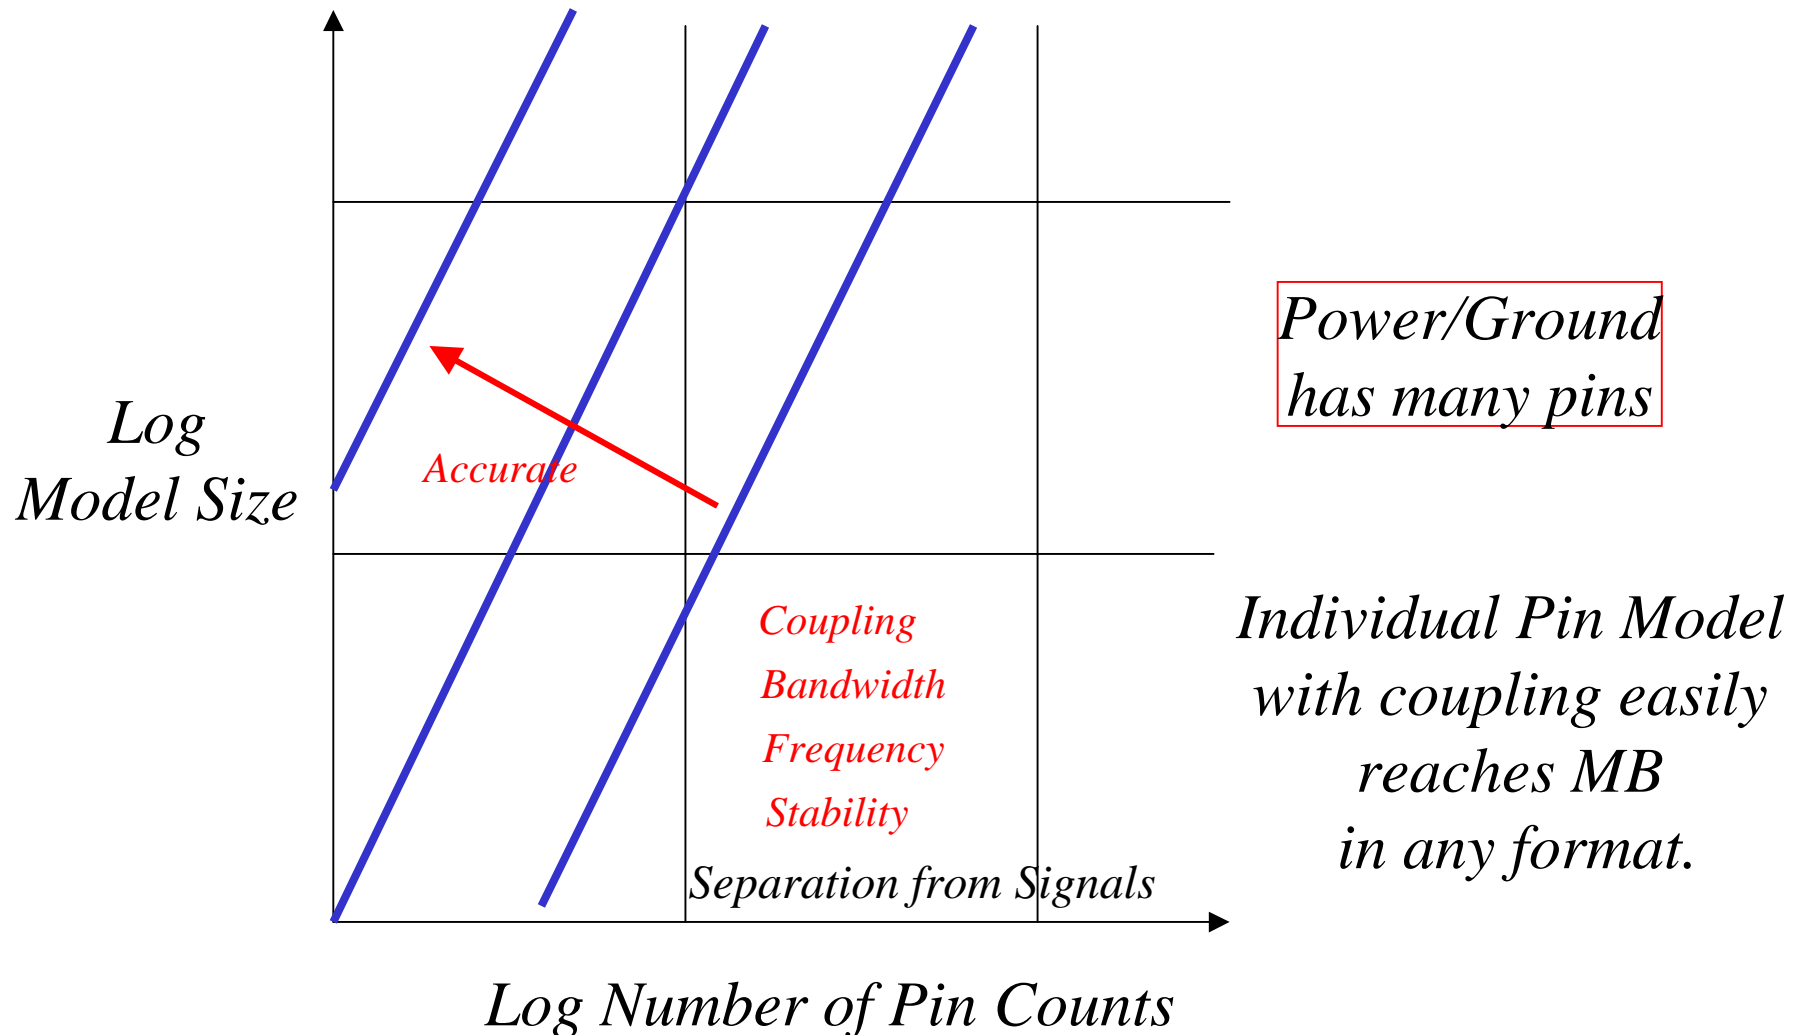 Power/Ground
has many pins
Log
Model Size
Accurate
Coupling
Bandwidth
Frequency
Stability
Separation from Signals
Individual Pin Model
with coupling easily
reaches MB
in any format.
Log Number of Pin Counts